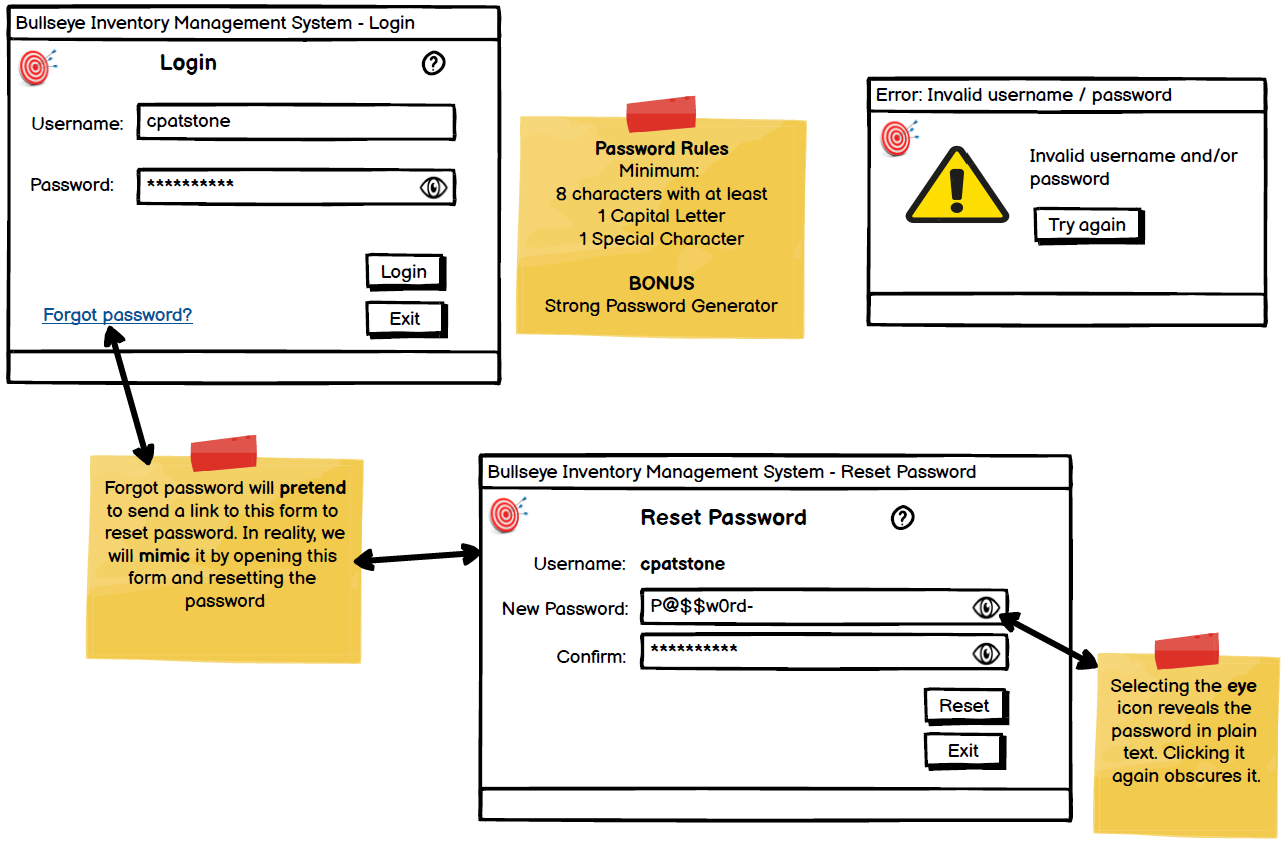 Bullseye Inventory Management System - Login
Login
?
Username:
cpatstone
Password:
**********
Login
Forgot password?
Exit
Password Rules
Minimum:
8 characters with at least
1 Capital Letter
1 Special Character
BONUS
Strong Password Generator
Error: Invalid username / password
Invalid username and/or
password
Try again
Forgot password will pretend
to send a link to this form to
reset password. In reality, we
will mimic it by opening this
form and resetting the
password
Bullseye Inventory Management System - Reset Password
Reset Password
?
Username:
cpatstone
New Password:
P@$$w0rd-
Confirm:
**********
Reset
Exit
Selecting the eye
icon reveals the
password in plain
text. Clicking it
again obscures it.